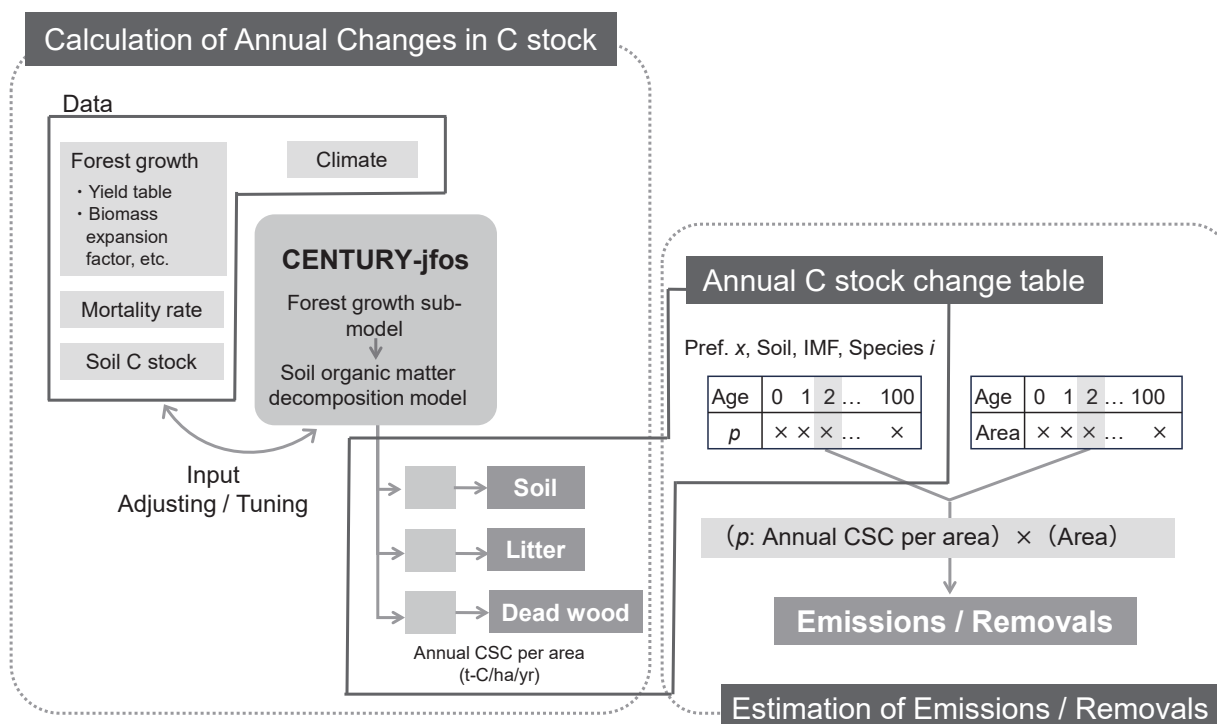 Calculation of Annual Changes in C stock
Data
Forest growth
・Yield table
・Biomass
expansion
factor, etc.
Climate
Mortality rate
Soil C stock
CENTURY-jfos
Forest growth sub-
model
Soil organic matter
decomposition model
Input
Adjusting / Tuning
Soil
Litter
Dead wood
Annual CSC per area
(t-C/ha/yr)
Annual C stock change table
Pref. x, Soil, IMF, Species i
Age 0 1 2 … 100
p × × × … ×
Age 0 1 2 … 100
Area × × × … ×
（p: Annual CSC per area）×（Area）
Emissions / Removals
Estimation of Emissions / Removals